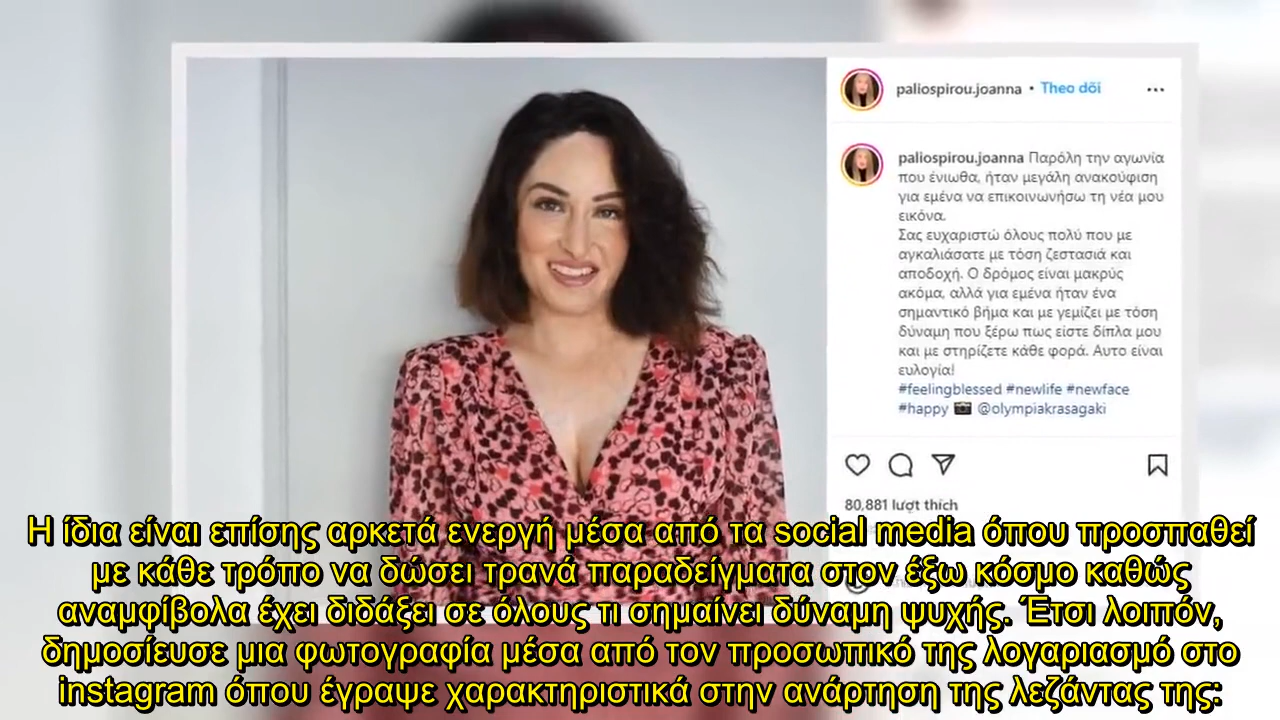 paliospirou.joanna • Theo dõi
paliospirou.joanna Παρόλη την αγωνία
που ένιωθα, ήταν μεγάλη ανακούφιση
για εμένα να επικοινωνήσω τη νέα μου
εικόνα.
Σας ευχαριστώ όλους πολύ που με
αγκαλιάσατε με τόση ζεστασιά και
αποδοχή. Ο δρόμος είναι μακρύς
ακόμα, αλλά για εμένα ήταν ένα
σημαντικό βήμα και με γεμίζει με τόση
δύναμη που ξέρω πως είστε δίπλα μου
και με στηρίζετε κάθε φορά. Αυτο είναι
ευλογία!
#feelingblessed #newlife #newface
#happy 📷 @olympiakrasagaki
80,881 lượt thích
Η ίδια είναι επίσης αρκετά ενεργή μέσα από τα social media όπου προσπαθεί
με κάθε τρόπο να δώσει τρανά παραδείγματα στον έξω κόσμο καθώς
αναμφίβολα έχει διδάξει σε όλους τι σημαίνει δύναμη ψυχής. Έτσι λοιπόν,
δημοσίευσε μια φωτογραφία μέσα από τον προσωπικό της λογαριασμό στο
instagram όπου έγραψε χαρακτηριστικά στην ανάρτηση της λεζάντας της: